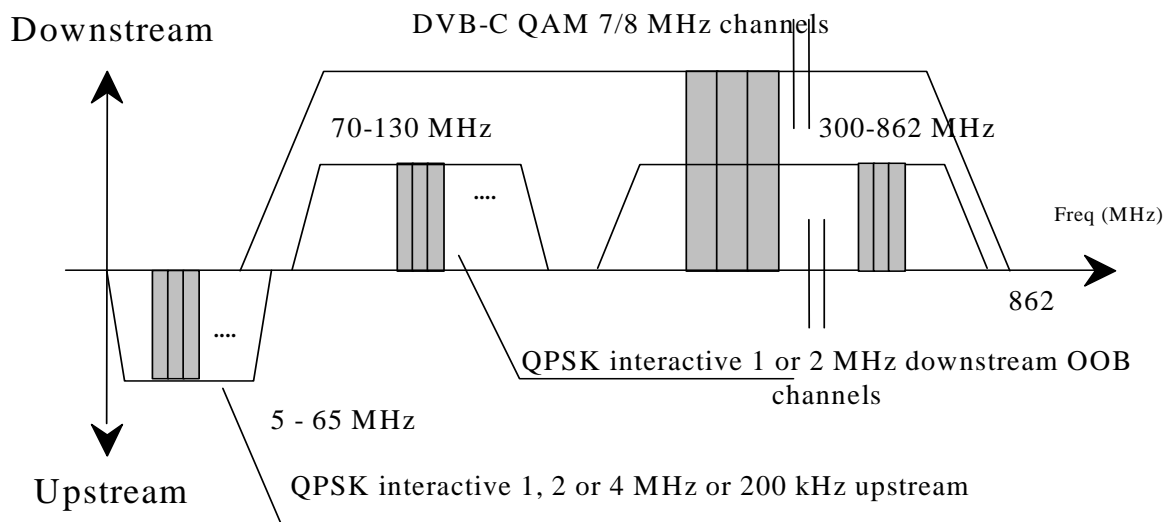 Downstream
DVB-C QAM 7/8 MHz channels
70-130 MHz
300-862 MHz
....
Freq (MHz)
862
....
QPSK interactive 1 or 2 MHz downstream OOB
channels
5 - 65 MHz
Upstream
QPSK interactive 1, 2 or 4 MHz or 200 kHz upstream